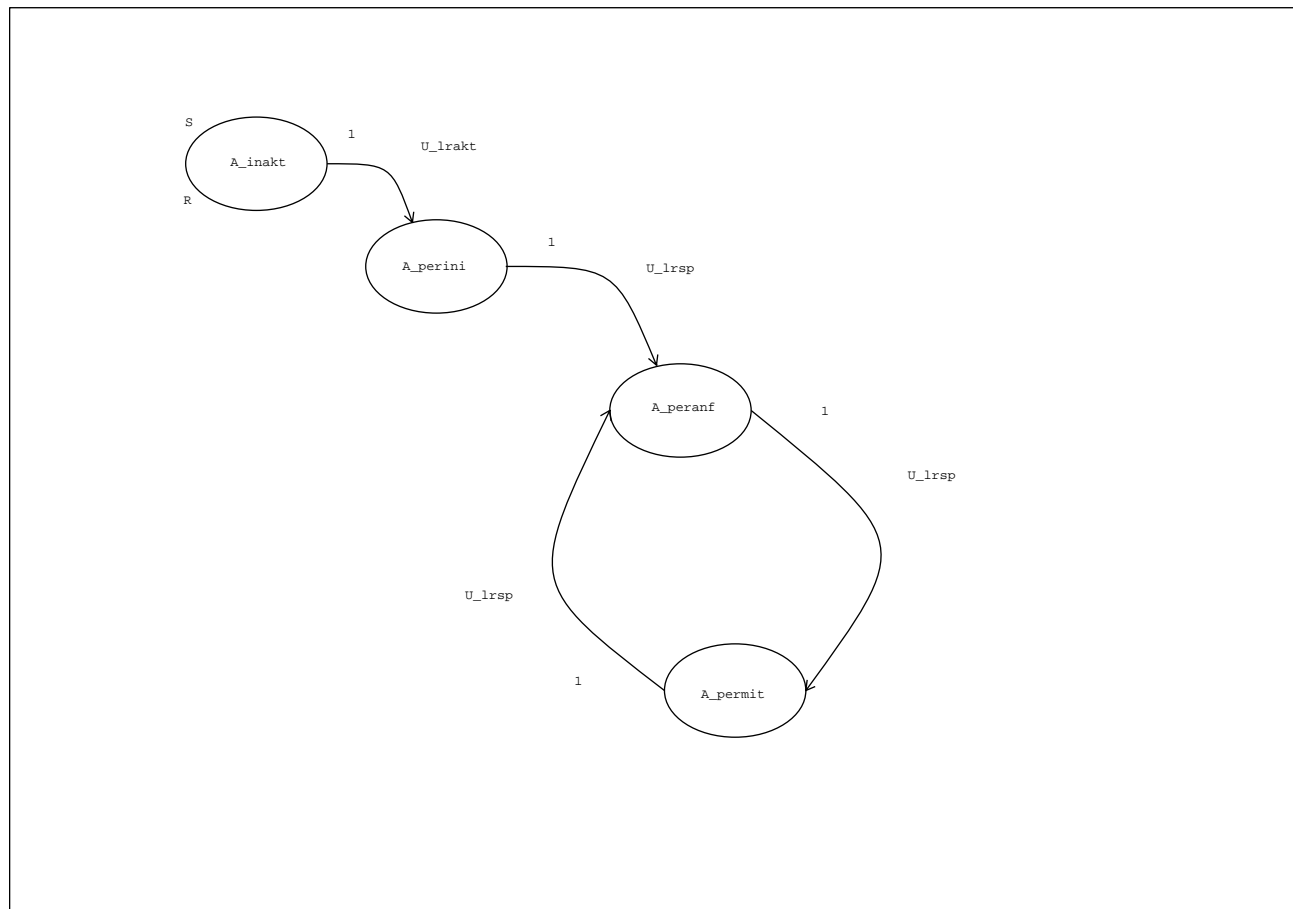 S
1
U_lrakt
A_inakt
R
1
A_perini
U_lrsp
A_peranf
1
U_lrsp
U_lrsp
1
A_permit